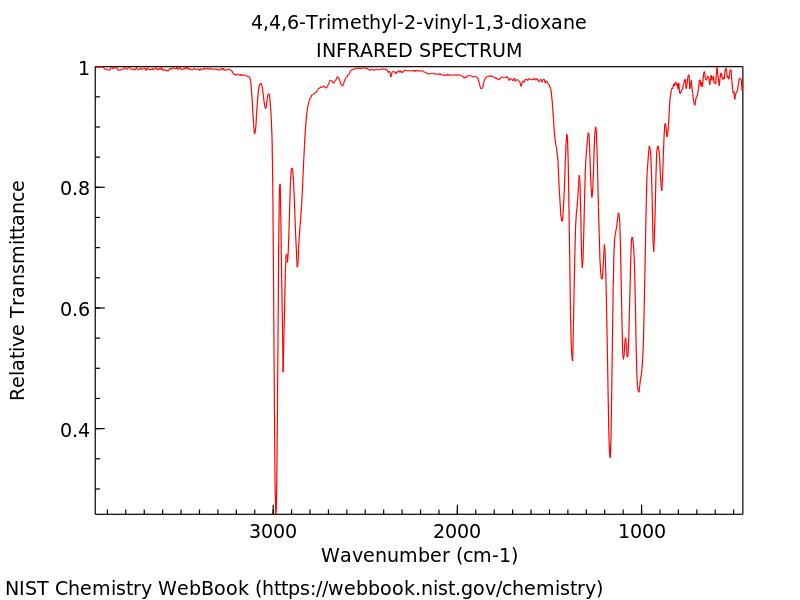 4,4,6-Trimethyl-2-vinyl-1,3-dioxane
INFRARED SPECTRUM
1
0.8
0.6
0.4
Relative Transmittance
3000 2000 1000
Wavenumber (cm-1)
NIST Chemistry WebBook (https://webbook.nist.gov/chemistry)